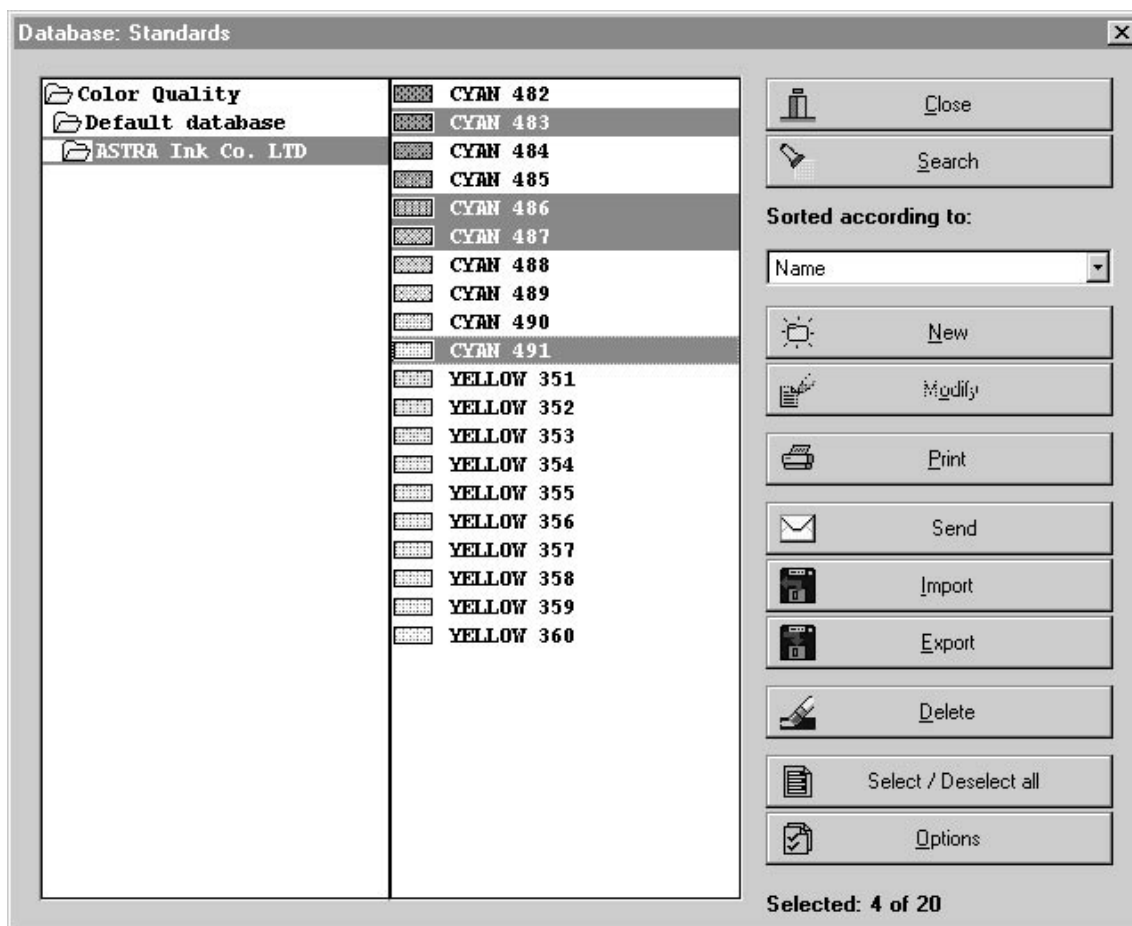 Database: Standards
Color Quality
Default database
ASTRA Ink Co. LTD
CYAN 482
CYAN 483
CYAN 484
CYAN 485
CYAN 486
CYAN 487
CYAN 488
CYAN 489
CYAN 490
CYAN 491
YELLOW 351
YELLOW 352
YELLOW 353
YELLOW 354
YELLOW 355
YELLOW 356
YELLOW 357
YELLOW 358
YELLOW 359
YELLOW 360
Close
Search
Sorted according to:
Name
New
Modify
Print
Send
Import
Export
Delete
Select / Deselect all
Options
Selected: 4 of 20